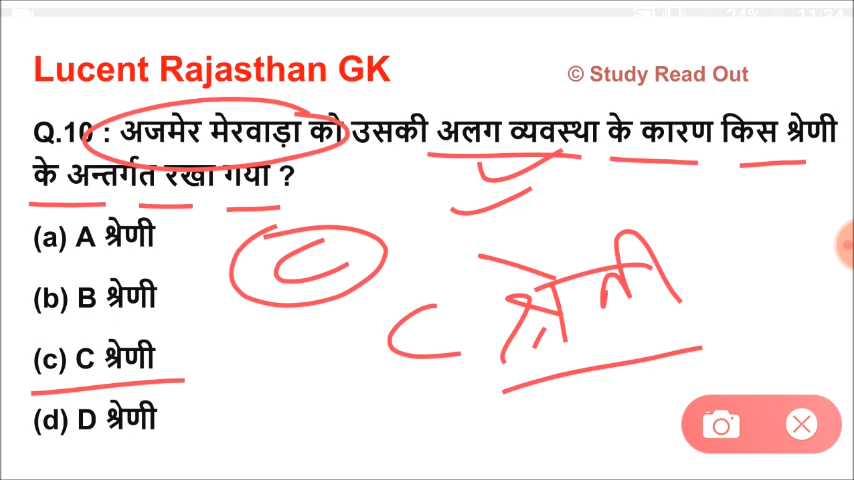 Lucent Rajasthan GK
© Study Read Out
Q.10 : अजमेर मेरवाड़ा को उसकी अलग व्यवस्था के कारण किस श्रेणी
के अन्तर्गत रखा गया ?
(a) A श्रेणी
(b) B श्रेणी
C
(c) C श्रेणी
C श्रेणी
(d) D श्रेणी